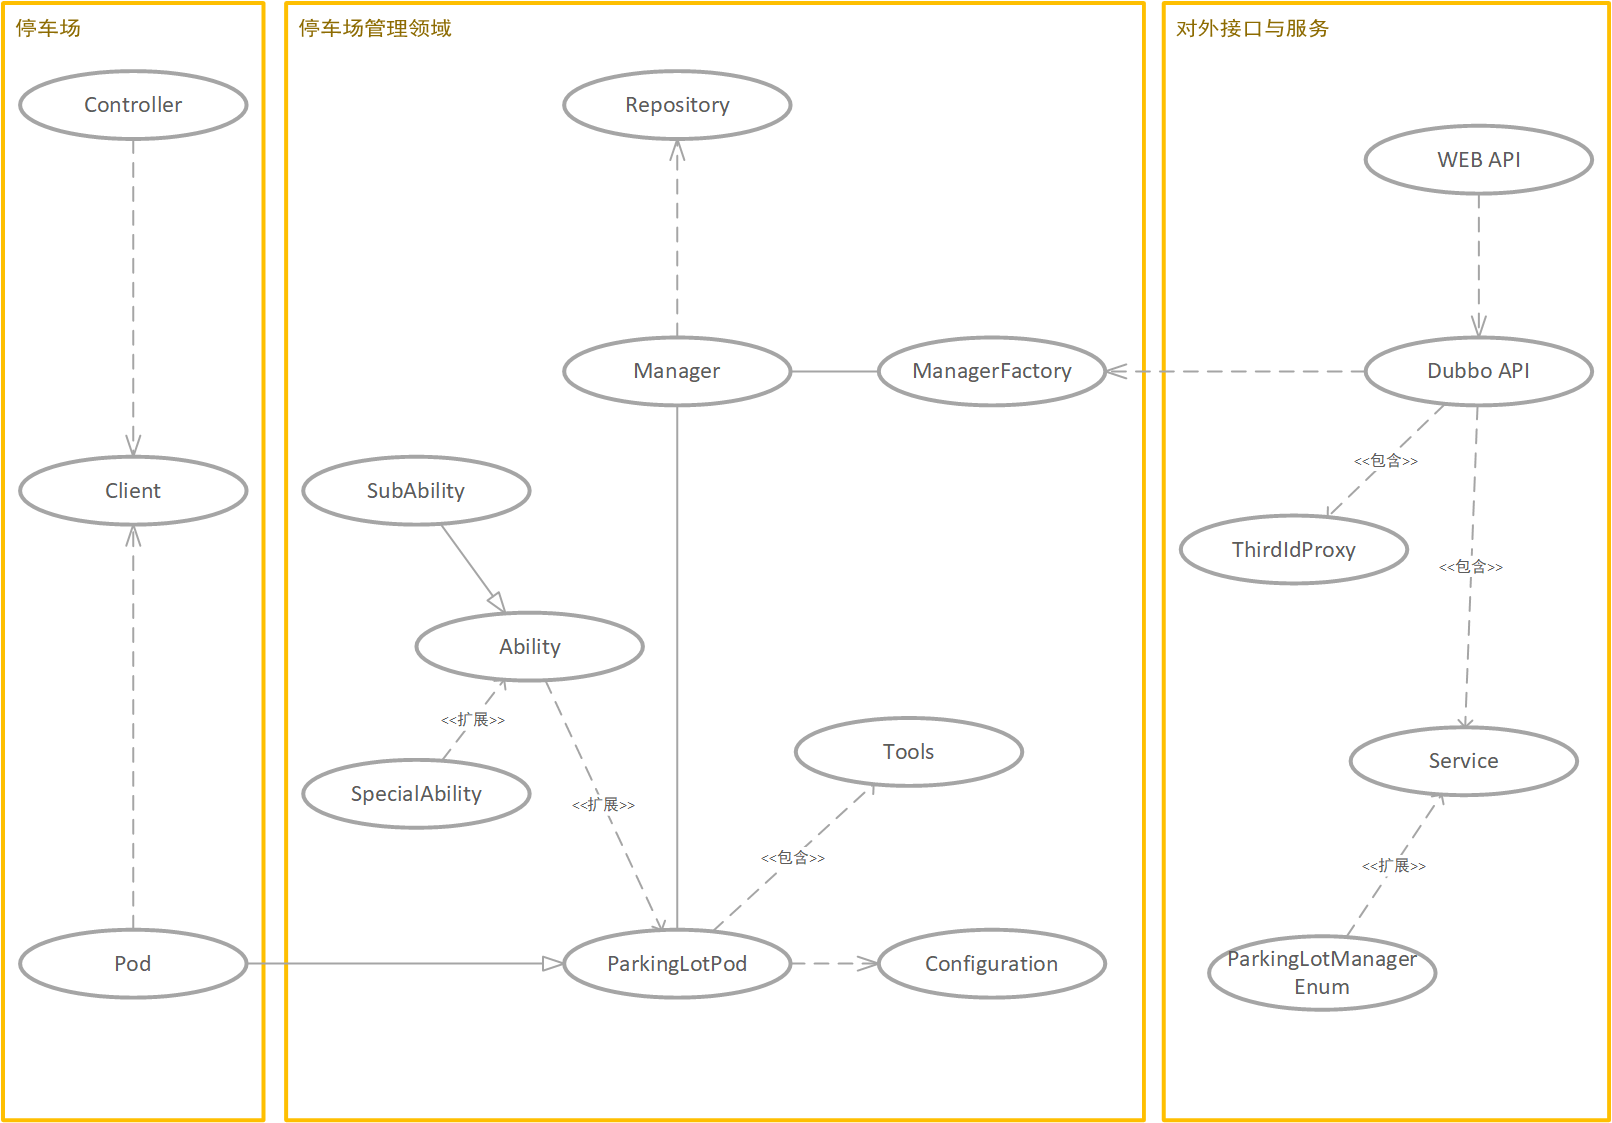 停车场
Controller
Client
Pod
停车场管理领域
Repository
Manager
ManagerFactory
SubAbility
Ability
<<扩展>>
SpecialAbility
<<扩展>>
Tools
<<包含>>
ParkingLotPod
Configuration
对外接口与服务
WEB API
Dubbo API
<<包含>>
ThirdIdProxy
<<包含>>
Service
<<扩展>>
ParkingLotManager
Enum